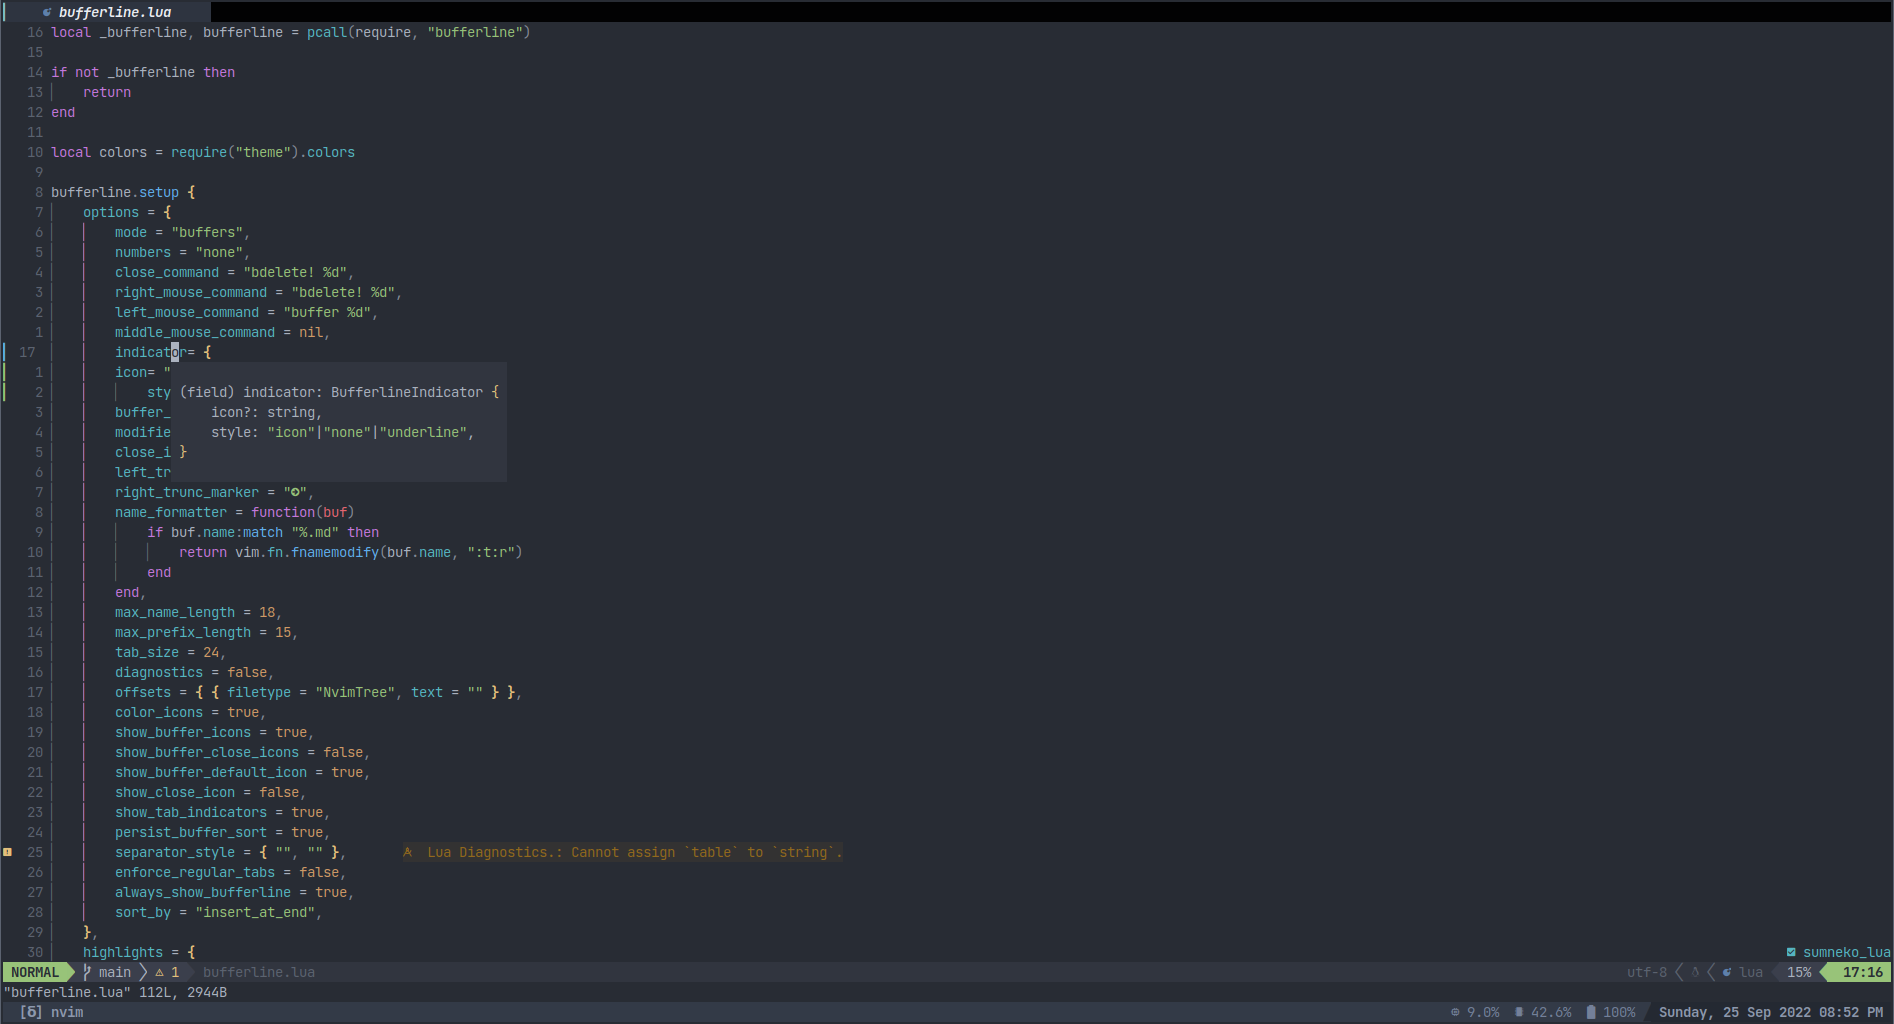 bufferline.lua
16 local _bufferline, bufferline = pcall(require, "bufferline")
15
14 if not _bufferline then
13     return
12 end
11
10 local colors = require("theme").colors
9
8 bufferline.setup {
7     options = {
6         mode = "buffers",
5         numbers = "none",
4         close_command = "bdelete! %d",
3         right_mouse_command = "bdelete! %d",
2         left_mouse_command = "buffer %d",
1         middle_mouse_command = nil,
17         indicator= {
1         icon= "
2             sty (field) indicator: BufferlineIndicator {
3         buffer_     icon?: string,
4         modifie     style: "icon"|"none"|"underline",
5         close_i }
6         left_tr
7         right_trunc_marker = "",
8         name_formatter = function(buf)
9             if buf.name:match "%.md" then
10                 return vim.fn.fnamemodify(buf.name, ":t:r")
11             end
12         end,
13         max_name_length = 18,
14         max_prefix_length = 15,
15         tab_size = 24,
16         diagnostics = false,
17         offsets = { { filetype = "NvimTree", text = "" } },
18         color_icons = true,
19         show_buffer_icons = true,
20         show_buffer_close_icons = false,
21         show_buffer_default_icon = true,
22         show_close_icon = false,
23         show_tab_indicators = true,
24         persist_buffer_sort = true,
25         separator_style = { "", "" }, Lua Diagnostics.: Cannot assign `table` to `string`.
26         enforce_regular_tabs = false,
27         always_show_bufferline = true,
28         sort_by = "insert_at_end",
29     },
30     highlights = {
sumneko_lua
NORMAL main ⚠ 1 bufferline.lua utf-8 lua 15% 17:16
"bufferline.lua" 112L, 2944B
[δ] nvim 9.0% 42.6% 100% Sunday, 25 Sep 2022 08:52 PM